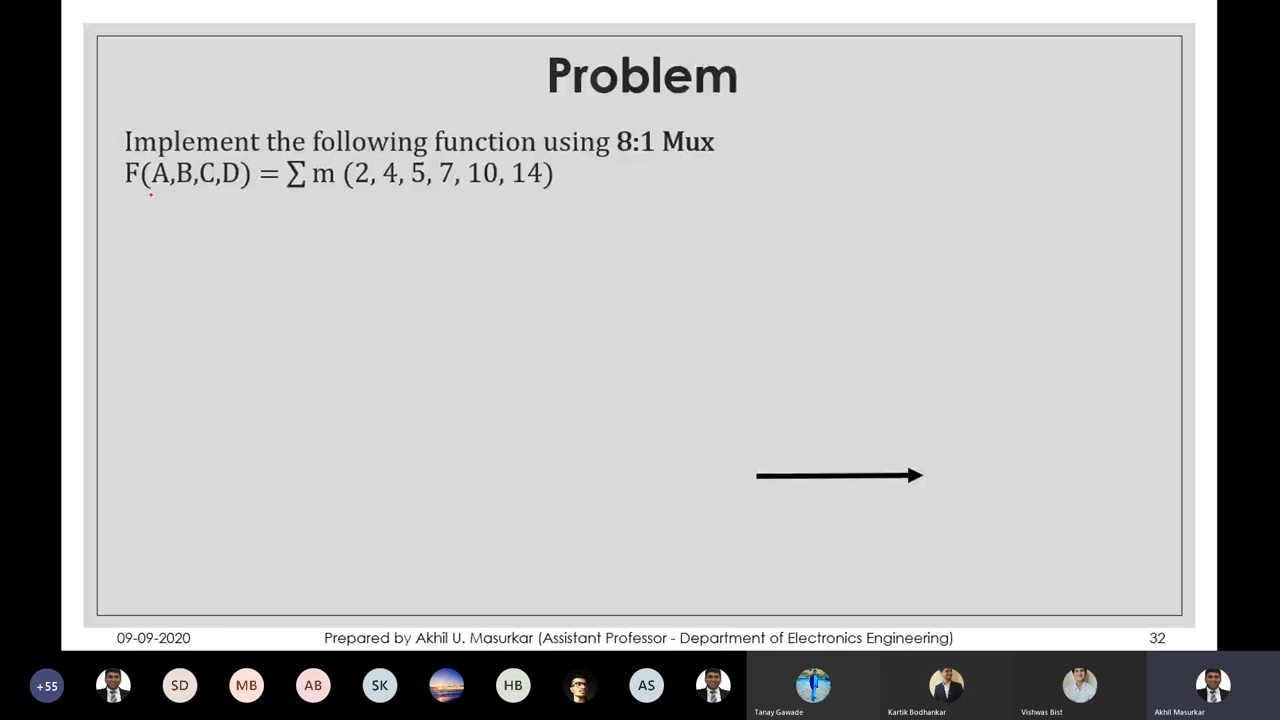 Problem
Implement the following function using 8:1 Mux
F(A,B,C,D) = ∑ m (2, 4, 5, 7, 10, 14)
09-09-2020
Prepared by Akhil U. Masurkar (Assistant Professor - Department of Electronics Engineering)
32
+55
SD
MB
AB
SK
HB
AS
Tanay Gawade
Kartik Bodhankar
Vishwas Bist
Akhil Masurkar